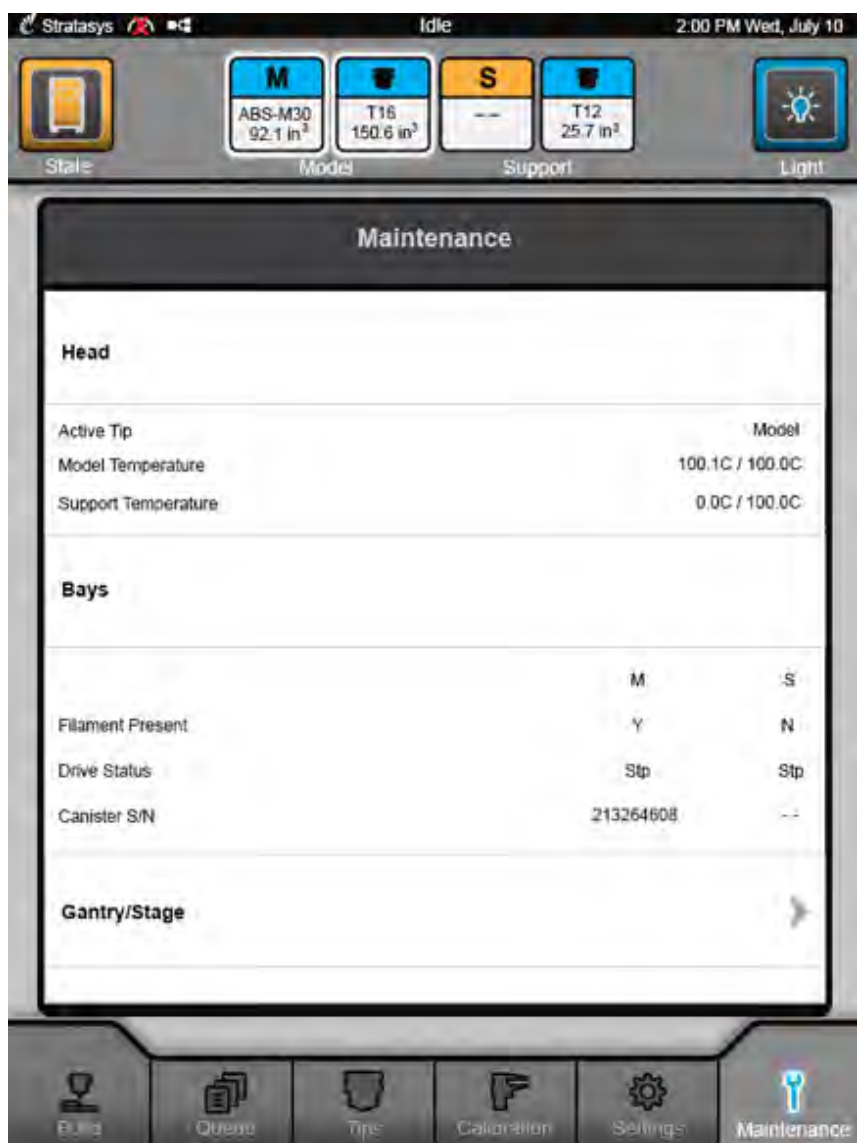 Stratasys Idle 2:00 PM Wed, July 10
M S
ABS-M30 T16 -- T12
92.1 in³ 150.6 in³ 25.7 in³
State Model Support Light
Maintenance
Head
Active Tip Model
Model Temperature 100.1C / 100.0C
Support Temperature 0.0C / 100.0C
Bays
M S
Filament Present Y N
Drive Status Stp Stp
Canister S/N 213264608 --
Gantry/Stage
Build Queue Tips Calibration Settings Maintenance